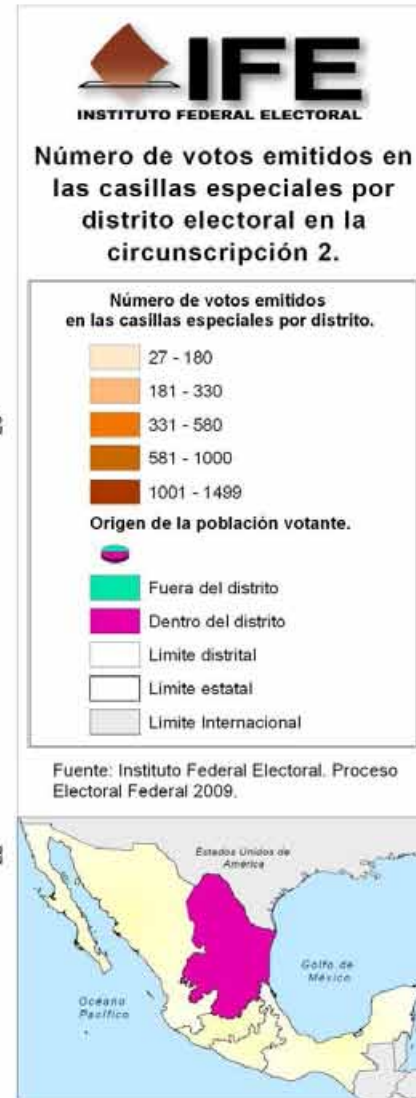 IFE
INSTITUTO FEDERAL ELECTORAL
Número de votos emitidos en
las casillas especiales por
distrito electoral en la
circunscripción 2.
Número de votos emitidos
en las casillas especiales por distrito.
27 - 180
181 - 330
331 - 580
581 - 1000
1001 - 1499
Origen de la población votante.
Fuera del distrito
Dentro del distrito
Limite distrital
Limite estatal
Limite Internacional
Fuente: Instituto Federal Electoral. Proceso
Electoral Federal 2009.
Estados Unidos de
América
Golfo de
México
Océano
Pacífico